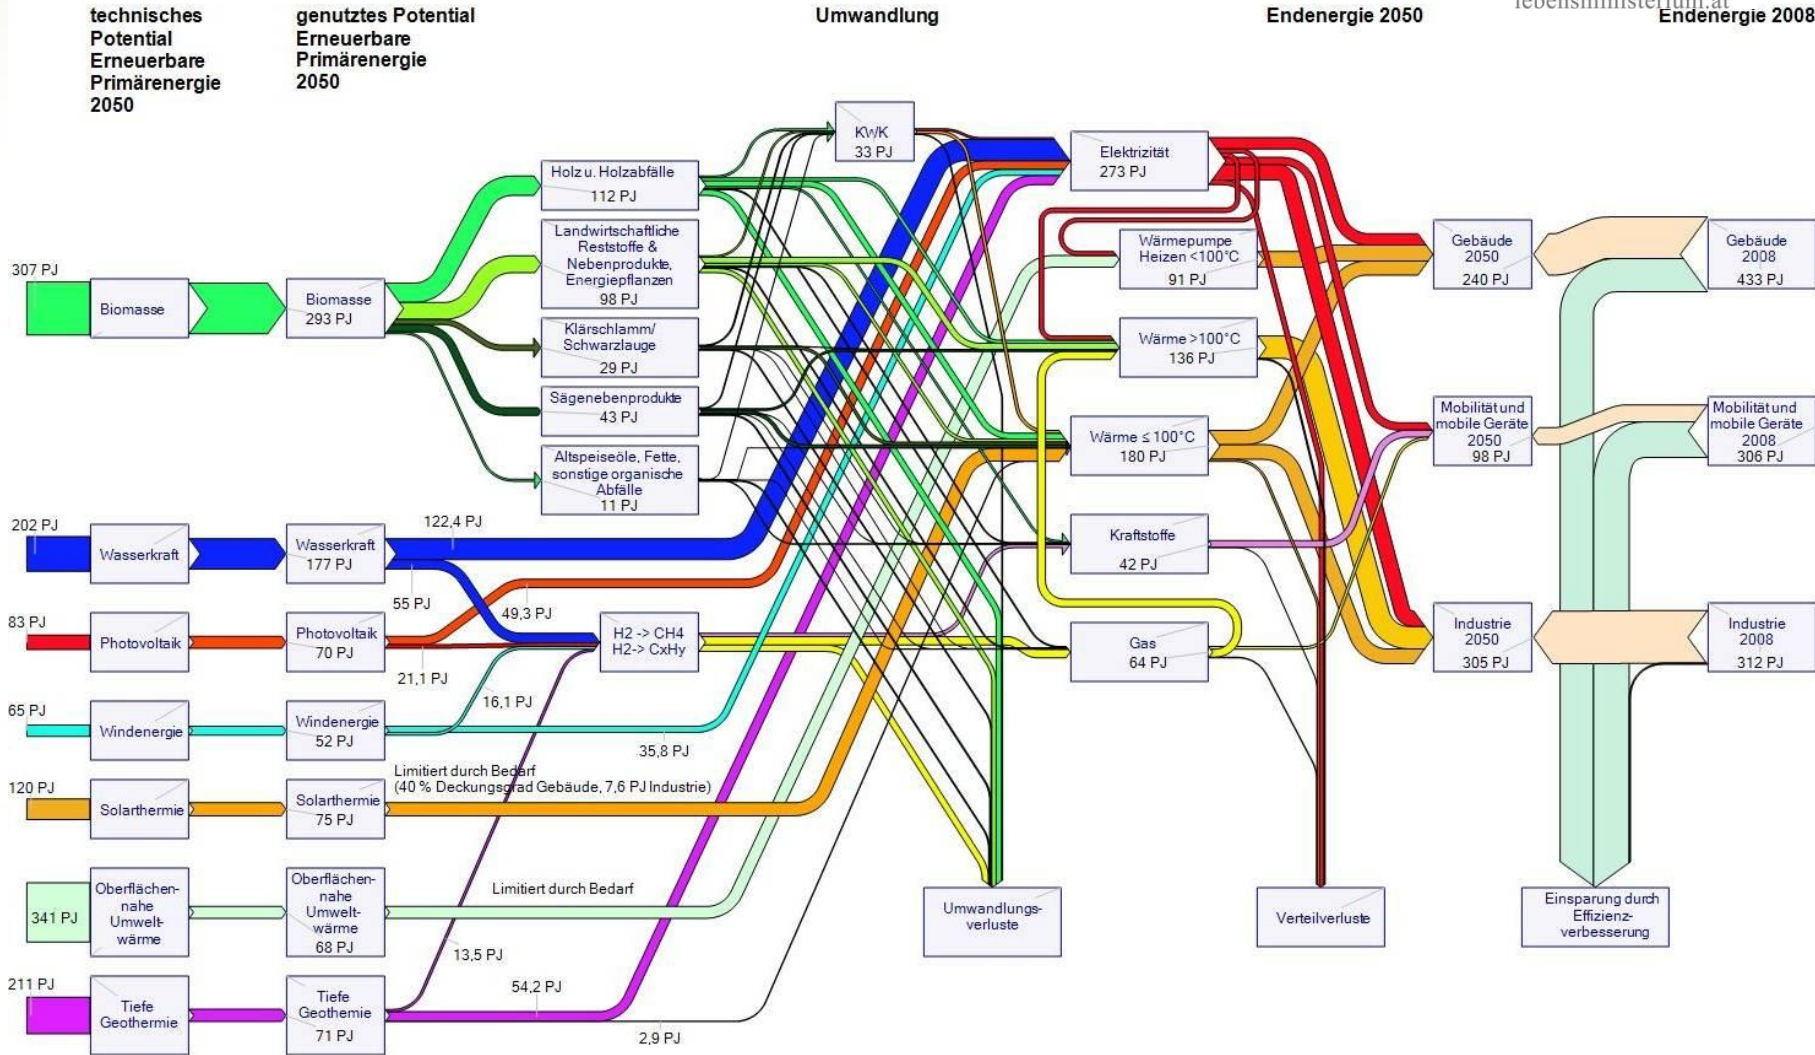 lebensministerium.at
technisches
Potential
Erneuerbare
Primärenergie
2050
genutztes Potential
Erneuerbare
Primärenergie
2050
Umwandlung
Endenergie 2050
Endenergie 2008
307 PJ
Biomasse
Biomasse
293 PJ
Holz u. Holzabfälle
112 PJ
Landwirtschaftliche
Reststoffe &
Nebenprodukte,
Energiepflanzen
98 PJ
Klärschlamm/
Schwarzlauge
29 PJ
Sägenebenprodukte
43 PJ
Altspeiseöle, Fette,
sonstige organische
Abfälle
11 PJ
KWK
33 PJ
Elektrizität
273 PJ
Wärmepumpe
Heizen <100°C
91 PJ
Wärme >100°C
136 PJ
Wärme ≤ 100°C
180 PJ
Kraftstoffe
42 PJ
Gas
64 PJ
Gebäude
2050
240 PJ
Mobilität und
mobile Geräte
2050
98 PJ
Industrie
2050
305 PJ
Gebäude
2008
433 PJ
Mobilität und
mobile Geräte
2008
306 PJ
Industrie
2008
312 PJ
202 PJ
Wasserkraft
Wasserkraft
177 PJ
122,4 PJ
55 PJ
83 PJ
Photovoltaik
Photovoltaik
70 PJ
49,3 PJ
21,1 PJ
H2 -> CH4
H2-> CxHy
65 PJ
Windenergie
Windenergie
52 PJ
16,1 PJ
35,8 PJ
120 PJ
Solarthermie
Solarthermie
75 PJ
Limitiert durch Bedarf
(40 % Deckungsgrad Gebäude, 7,6 PJ Industrie)
341 PJ
Oberflächen-
nahe
Umwelt-
wärme
Oberflächen-
nahe
Umwelt-
wärme
68 PJ
Limitiert durch Bedarf
211 PJ
Tiefe
Geothermie
Tiefe
Geothemie
71 PJ
13,5 PJ
54,2 PJ
2,9 PJ
Umwandlungs-
verluste
Verteilverluste
Einsparung durch
Effizienz-
verbesserung